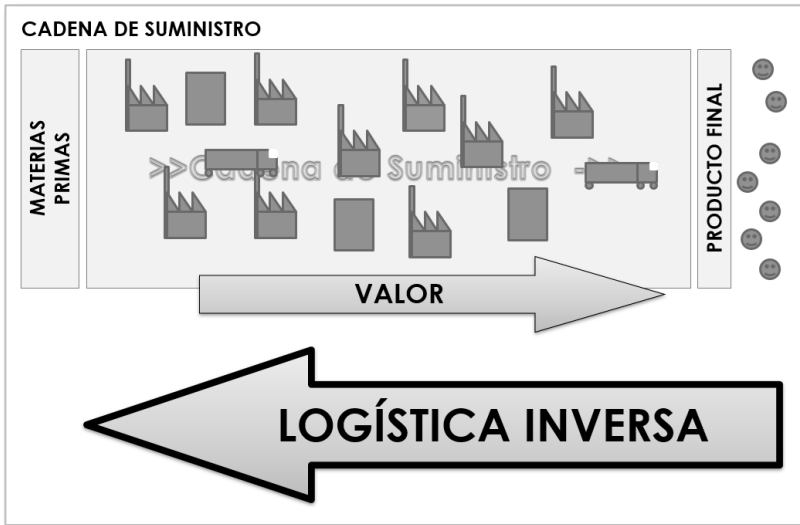 CADENA DE SUMINISTRO
MATERIAS
PRIMAS
>>Cadena de Suministro ->>
PRODUCTO FINAL
VALOR
LOGÍSTICA INVERSA